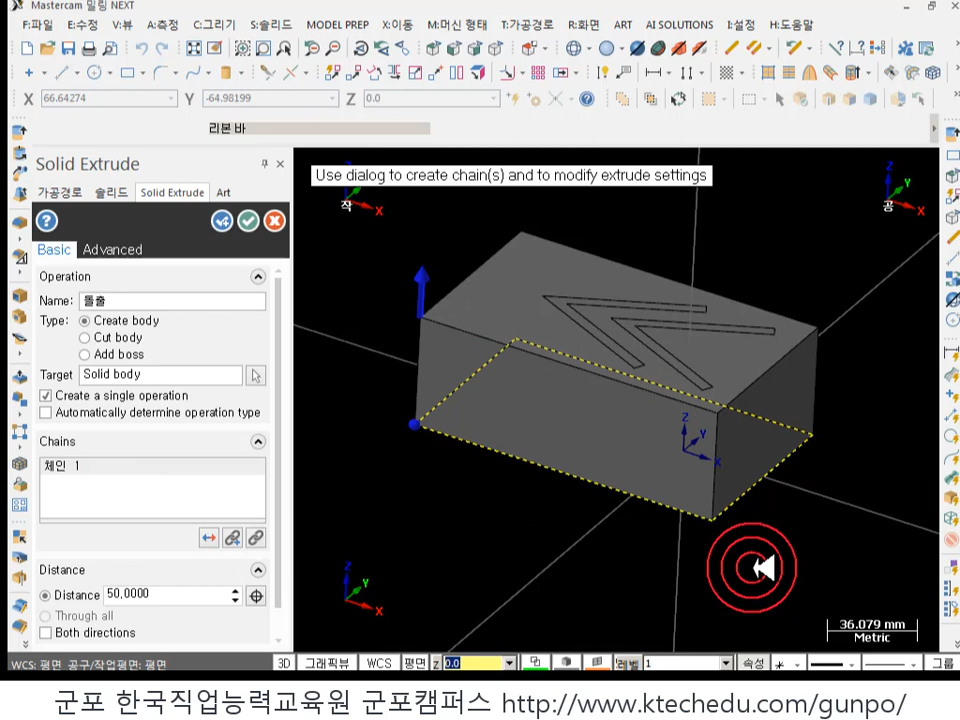 Mastercam 밀링 NEXT
F:파일 E:수정 V:뷰 A:측정 C:그리기 S:솔리드 MODEL PREP X:이동 M:머신 형태 T:가공경로 R:화면 ART AI SOLUTIONS I:설정 H:도움말
X 66.64274 Y -64.98199 Z 0.0
리본 바
Solid Extrude
가공경로 솔리드 Solid Extrude Art
Use dialog to create chain(s) and to modify extrude settings
Z Y X 작
Z Y X 공
Basic Advanced
Operation
Name: 돌출
Type: Create body
Cut body
Add boss
Target Solid body
Create a single operation
Automatically determine operation type
Z Y X
Chains
체인 1
Distance
Distance 50,0000
Through all
Both directions
Z Y X
36.079 mm
Metric
WCS: 평면 공구/작업평면: 평면
3D 그래픽뷰 WCS 평면 Z 0.0 레벨 1 속성 그룹
군포 한국직업능력교육원 군포캠퍼스 http://www.ktechedu.com/gunpo/